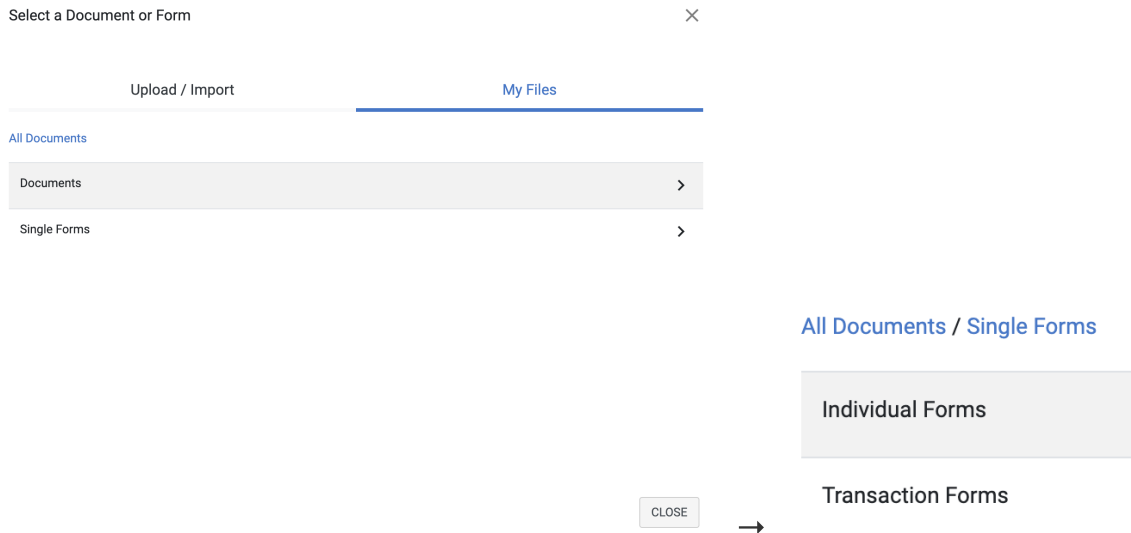 Select a Document or Form
Upload / Import
My Files
All Documents
Documents
Single Forms
CLOSE
All Documents / Single Forms
Individual Forms
Transaction Forms